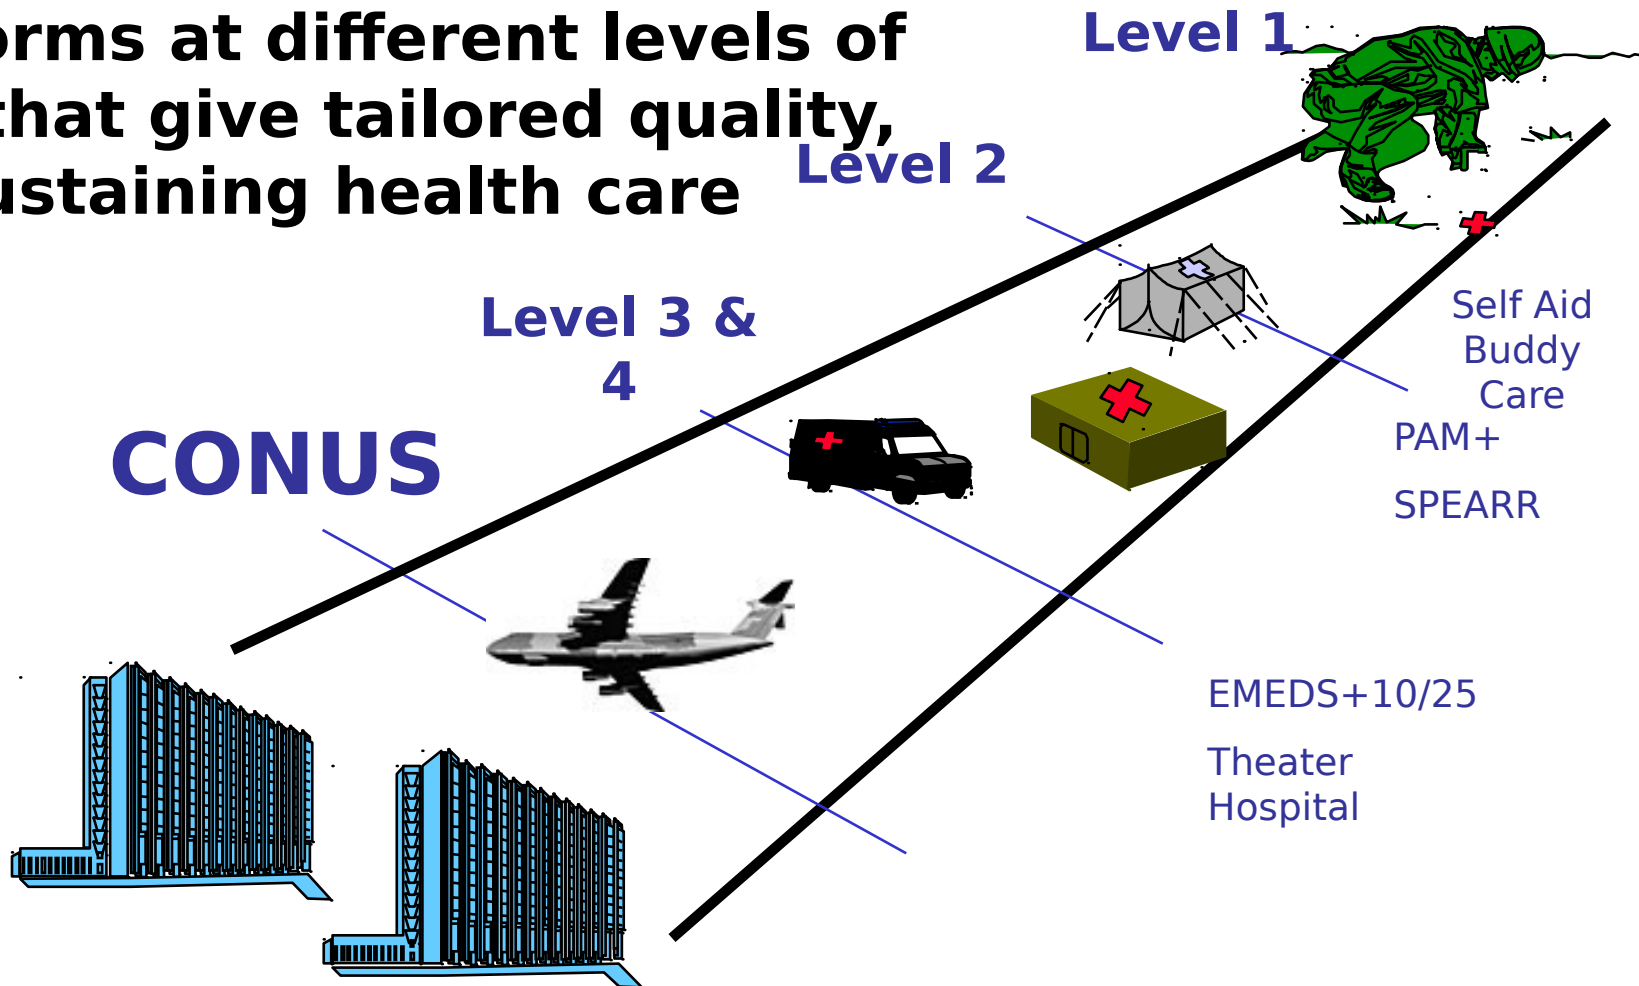 orms at different levels of
that give tailored quality,
ustaining health care
Level 1
Level 2
Level 3 &
4
CONUS
Self Aid
Buddy
Care
PAM+
SPEARR
EMEDS+10/25
Theater
Hospital